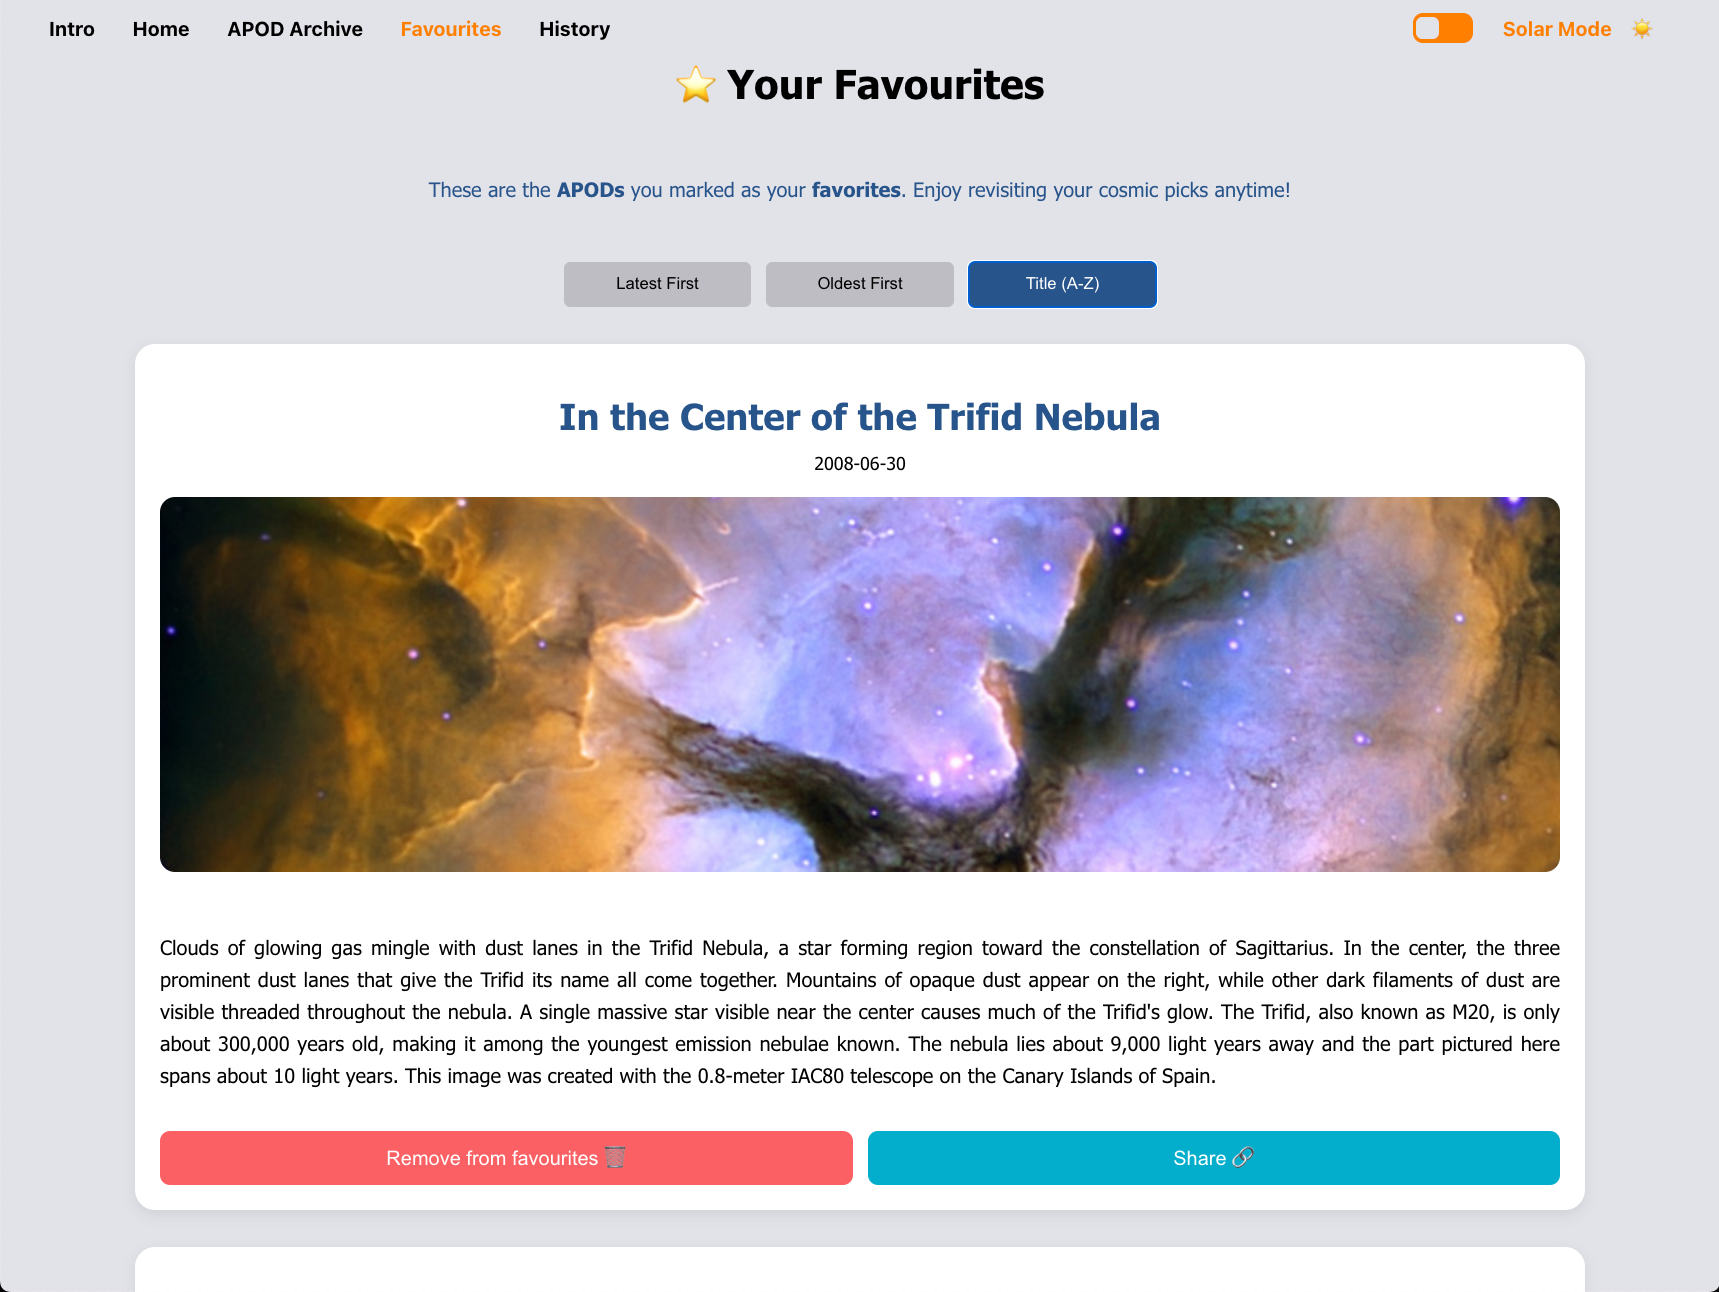 Intro Home APOD Archive Favourites History Solar Mode ☀️
⭐ Your Favourites
These are the APODs you marked as your favorites. Enjoy revisiting your cosmic picks anytime!
Latest First Oldest First Title (A-Z)
In the Center of the Trifid Nebula
2008-06-30
Clouds of glowing gas mingle with dust lanes in the Trifid Nebula, a star forming region toward the constellation of Sagittarius. In the center, the three
prominent dust lanes that give the Trifid its name all come together. Mountains of opaque dust appear on the right, while other dark filaments of dust are
visible threaded throughout the nebula. A single massive star visible near the center causes much of the Trifid's glow. The Trifid, also known as M20, is only
about 300,000 years old, making it among the youngest emission nebulae known. The nebula lies about 9,000 light years away and the part pictured here
spans about 10 light years. This image was created with the 0.8-meter IAC80 telescope on the Canary Islands of Spain.
Remove from favourites 🗑️ Share 🔗